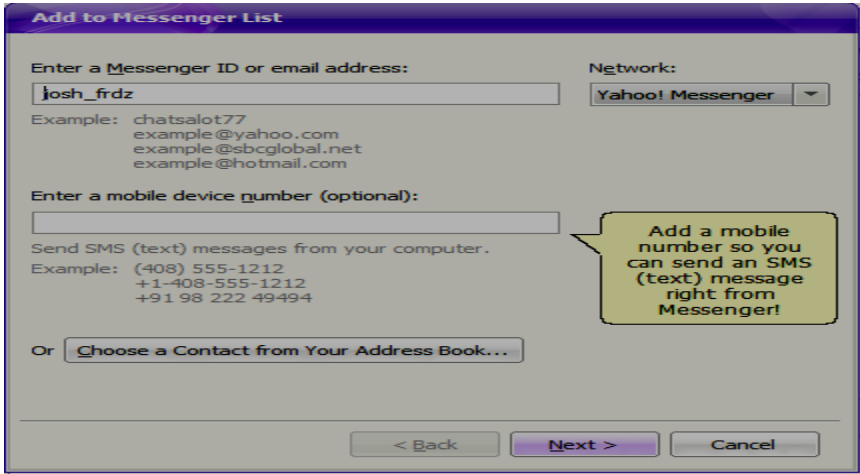 Add to Messenger List
Enter a Messenger ID or email address:
Network:
josh_frdz
Yahoo! Messenger
Example: chatsalot77
example@yahoo.com
example@sbcglobal.net
example@hotmail.com
Enter a mobile device number (optional):
Send SMS (text) messages from your computer.
Example: (408) 555-1212
+1-408-555-1212
+91 98 222 49494
Add a mobile
number so you
can send an SMS
(text) message
right from
Messenger!
Or Choose a Contact from Your Address Book...
< Back
Next >
Cancel